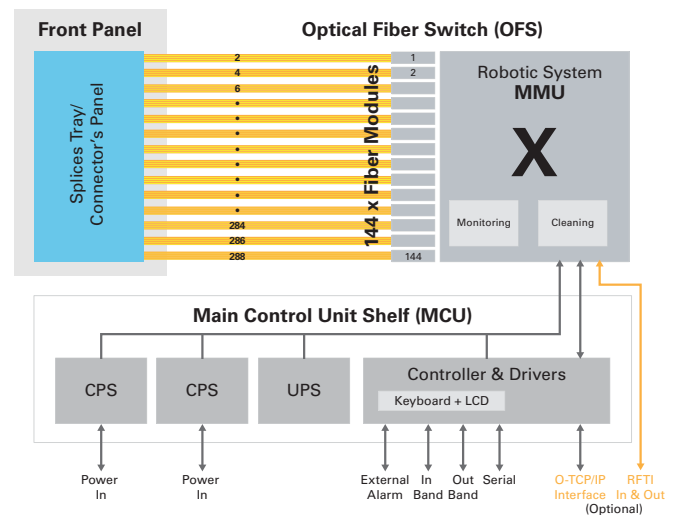 Front Panel
Optical Fiber Switch (OFS)
Splices Tray/
Connector's Panel
2
4
6
•
•
•
•
•
•
•
•
284
286
288
144 x Fiber Modules
1
2
144
Robotic System
MMU
X
Monitoring
Cleaning
Main Control Unit Shelf (MCU)
CPS
CPS
UPS
Controller & Drivers
Keyboard + LCD
Power
In
Power
In
External
Alarm
In
Band
Out
Band
Serial
O-TCP/IP
Interface
RFTI
In & Out
(Optional)